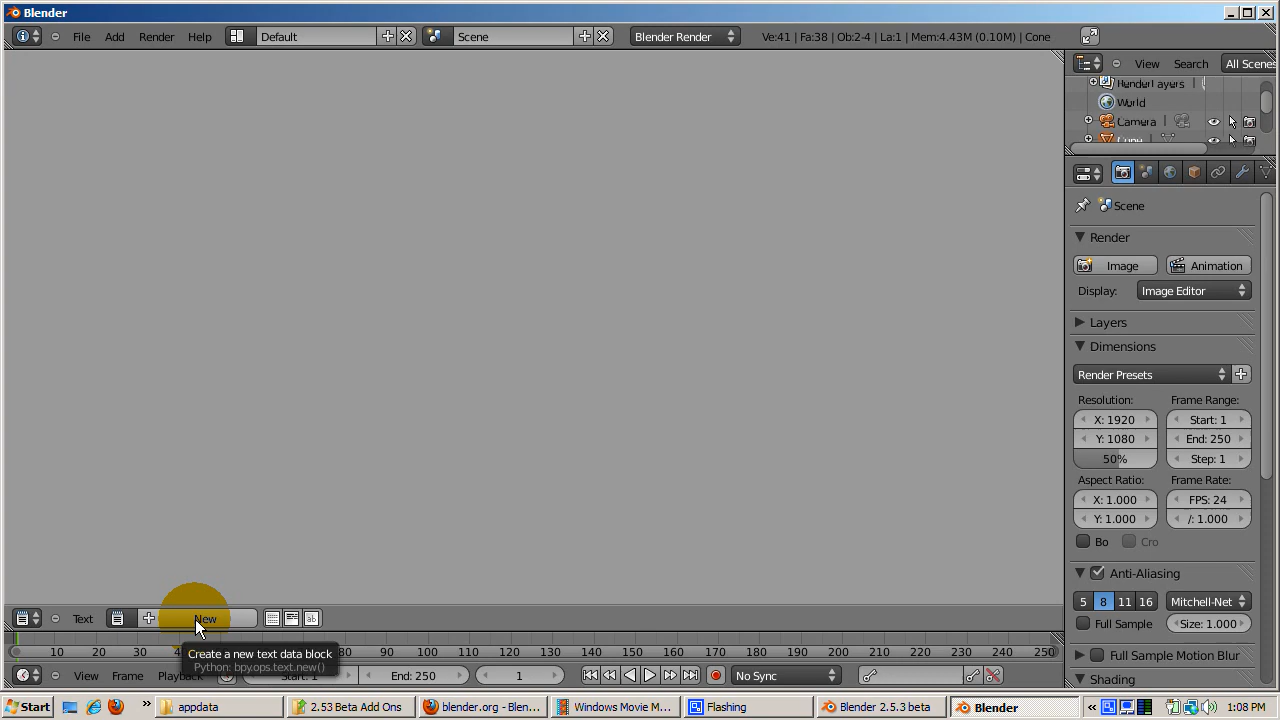 Blender
File Add Render Help Default Scene Blender Render Ve:41 | Fa:38 | Ob:2-4 | La:1 | Mem:4.43M (0.10M) | Cone
View Search All Scenes
RenderLayers
World
Camera
Cube
Scene
Render
Image Animation
Display: Image Editor
Layers
Dimensions
Render Presets
Resolution: Frame Range:
X: 1920 Start: 1
Y: 1080 End: 250
50% Step: 1
Aspect Ratio: Frame Rate:
X: 1.000 FPS: 24
Y: 1.000 /: 1.000
Bo Cro
Anti-Aliasing
5 8 11 16 Mitchell-Net
Full Sample Size: 1.000
Full Sample Motion Blur
Shading
Text New
Create a new text data block
Python: bpy.ops.text.new()
10 20 30 90 100 110 120 130 140 150 160 170 180 190 200 210 220 230 240 250
View Frame Playback Start: 1 End: 250 1 No Sync
Start » appdata 2.53 Beta Add Ons blender.org - Blen... Windows Movie M... Flashing Blender 2.5.3 beta Blender « 1:08 PM